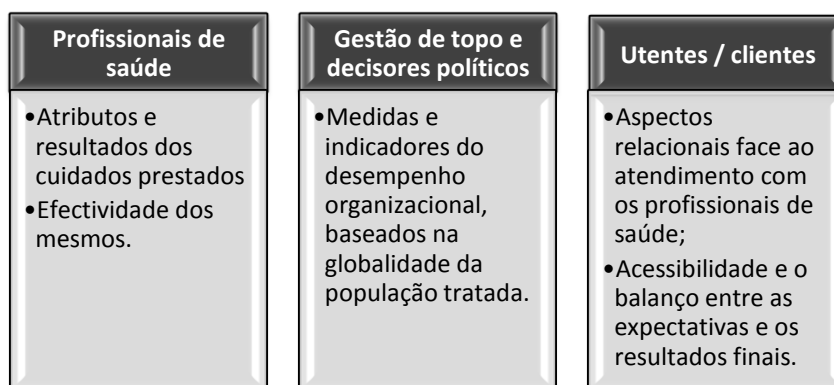 Profissionais de
saúde
•Atributos e
resultados dos
cuidados prestados
•Efectividade dos
mesmos.
Gestão de topo e
decisores políticos
•Medidas e
indicadores do
desempenho
organizacional,
baseados na
globalidade da
população tratada.
Utentes / clientes
•Aspectos
relacionais face ao
atendimento com
os profissionais de
saúde;
•Acessibilidade e o
balanço entre as
expectativas e os
resultados finais.